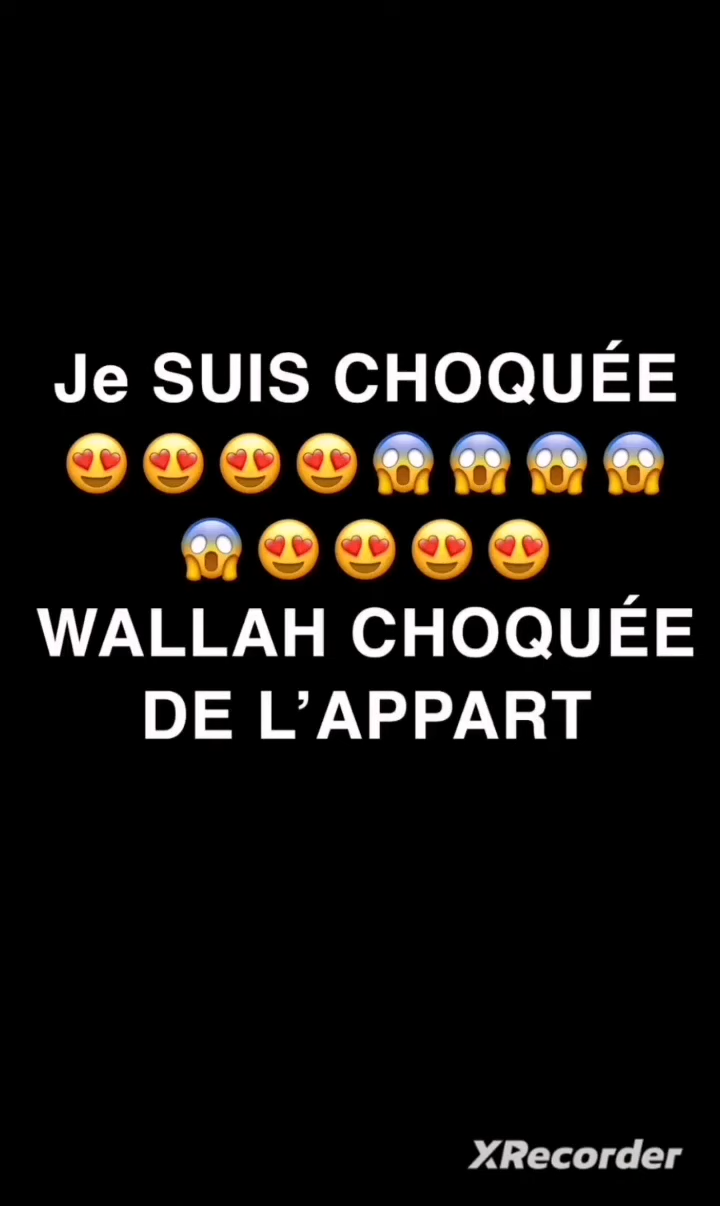 Je SUIS CHOQUÉE
😍😍😍😍😱😱😱😱
😱😍😍😍😍
WALLAH CHOQUÉE
DE L’APPART
XRecorder